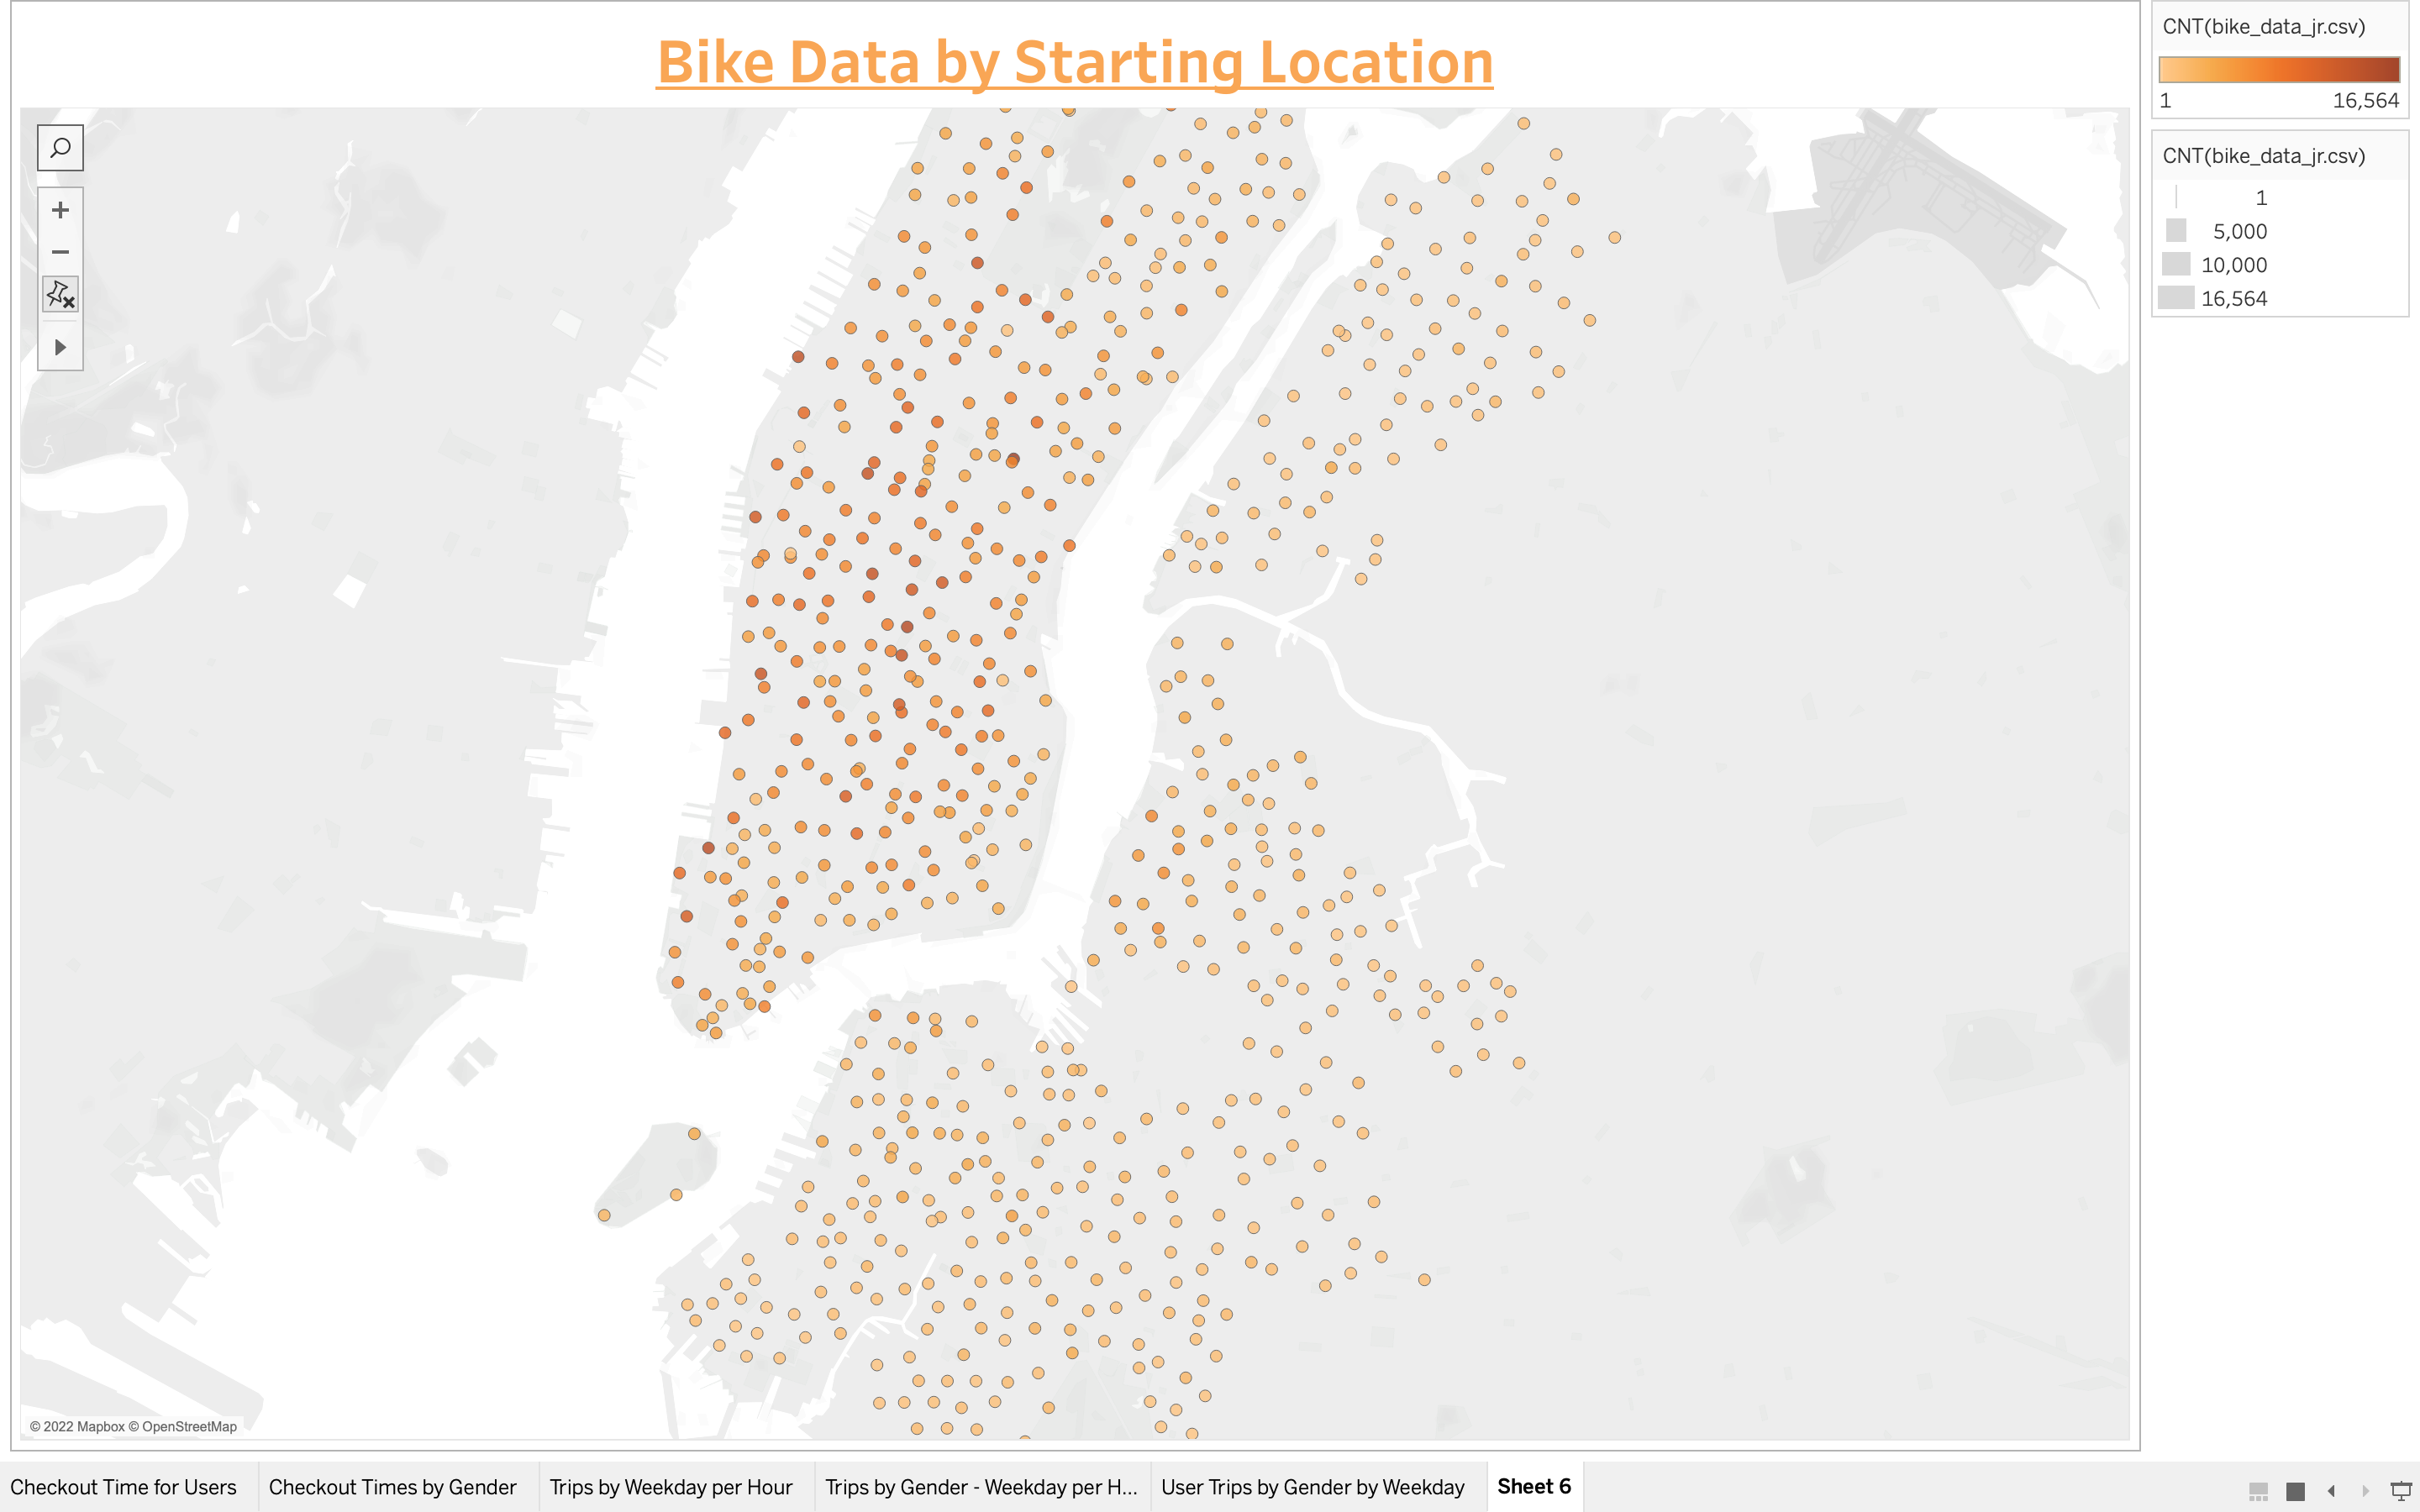 Bike Data by Starting Location
CNT(bike_data_jr.csv)
1 16,564
CNT(bike_data_jr.csv)
1
5,000
10,000
16,564
© 2022 Mapbox © OpenStreetMap
Checkout Time for Users Checkout Times by Gender Trips by Weekday per Hour Trips by Gender - Weekday per H... User Trips by Gender by Weekday Sheet 6